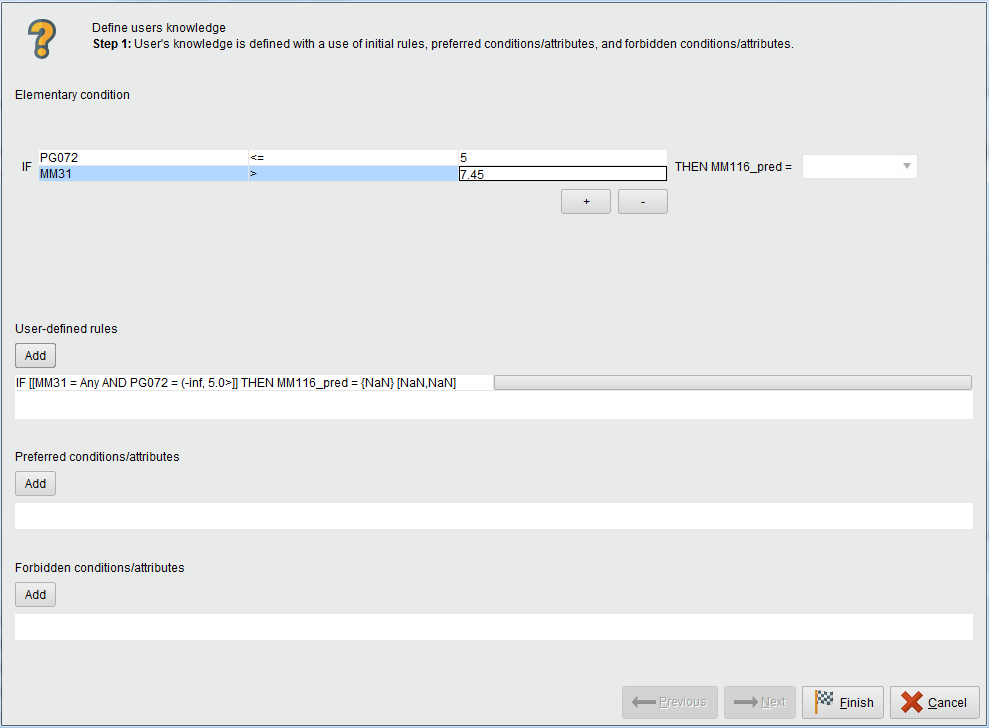 Define users knowledge
Step 1: User's knowledge is defined with a use of initial rules, preferred conditions/attributes, and forbidden conditions/attributes.
Elementary condition
IF
PG072 <= 5
MM31 > 7.45
THEN MM116_pred =
+ -
User-defined rules
Add
IF [[MM31 = Any AND PG072 = (-inf, 5.0>]] THEN MM116_pred = {NaN} [NaN,NaN]
Preferred conditions/attributes
Add
Forbidden conditions/attributes
Add
Previous Next Finish Cancel